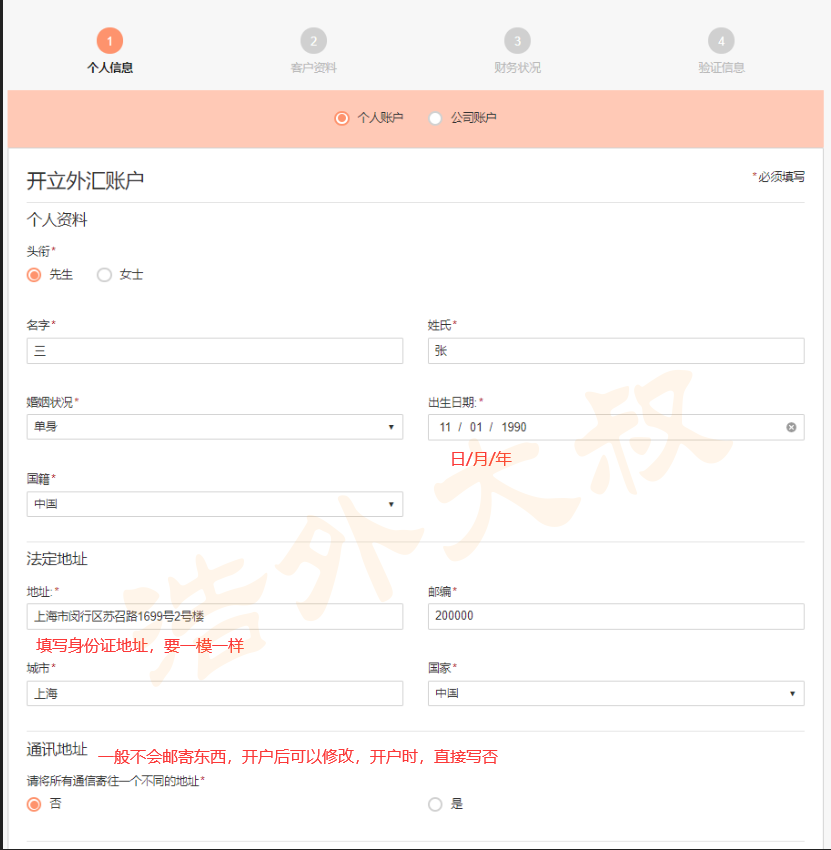 1 2 3 4
个人信息 客户资料 财务状况 验证信息
个人账户 公司账户
开立外汇账户 *必须填写
个人资料
头衔*
先生 女士
名字* 姓氏*
三 张
婚姻状况* 出生日期:*
单身 11 / 01 / 1990
日/月/年
国籍*
中国
法定地址
地址:* 邮编*
上海市闵行区苏召路1699号2号楼 200000
填写身份证地址，要一模一样
城市* 国家*
上海 中国
通讯地址 一般不会邮寄东西，开户后可以修改，开户时，直接写否
请将所有通信寄往一个不同的地址*
否 是
浩外大叔